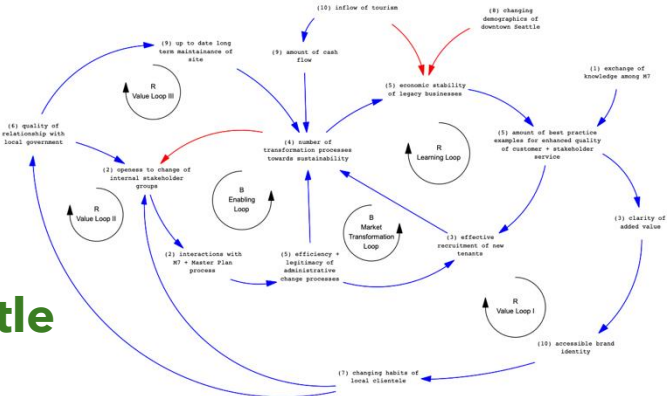 (10) inflow of tourism
(8) changing
demographics of
downtown Seattle
(9) up to date long
term maintainance of
site
(9) amount of cash
flow
R
Value Loop III
(1) exchange of
knowledge among M7
(5) economic stability
of legacy businesses
(6) quality of
relationship with
local government
(4) number of
transformation processes
towards sustainability
R
Learning Loop
(5) amount of best practice
examples for enhanced quality
of customer + stakeholder
service
(2) openess to change of
internal stakeholder
groups
B
Enabling
Loop
R
Value Loop II
B
Market
Transformation
Loop
(3) clarity of
added value
(3) effective
recruitment of new
tenants
(2) interactions with
M7 + Master Plan
process
(5) efficiency +
legitimacy of
administrative
change processes
R
Value Loop I
tle
(10) accessible brand
identity
(7) changing habits of
local clientele